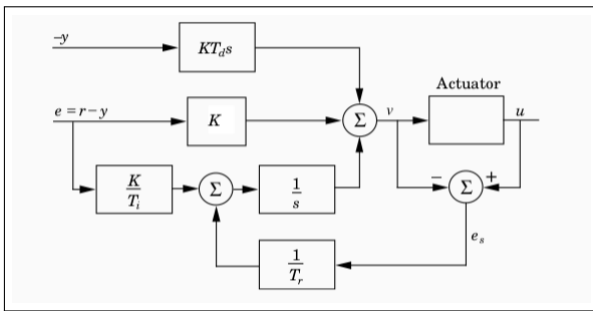 –y
KT_d s
Actuator
e = r – y
K
Σ
v
u
K
T_i
Σ
1
s
–
Σ
+
e_s
1
T_r